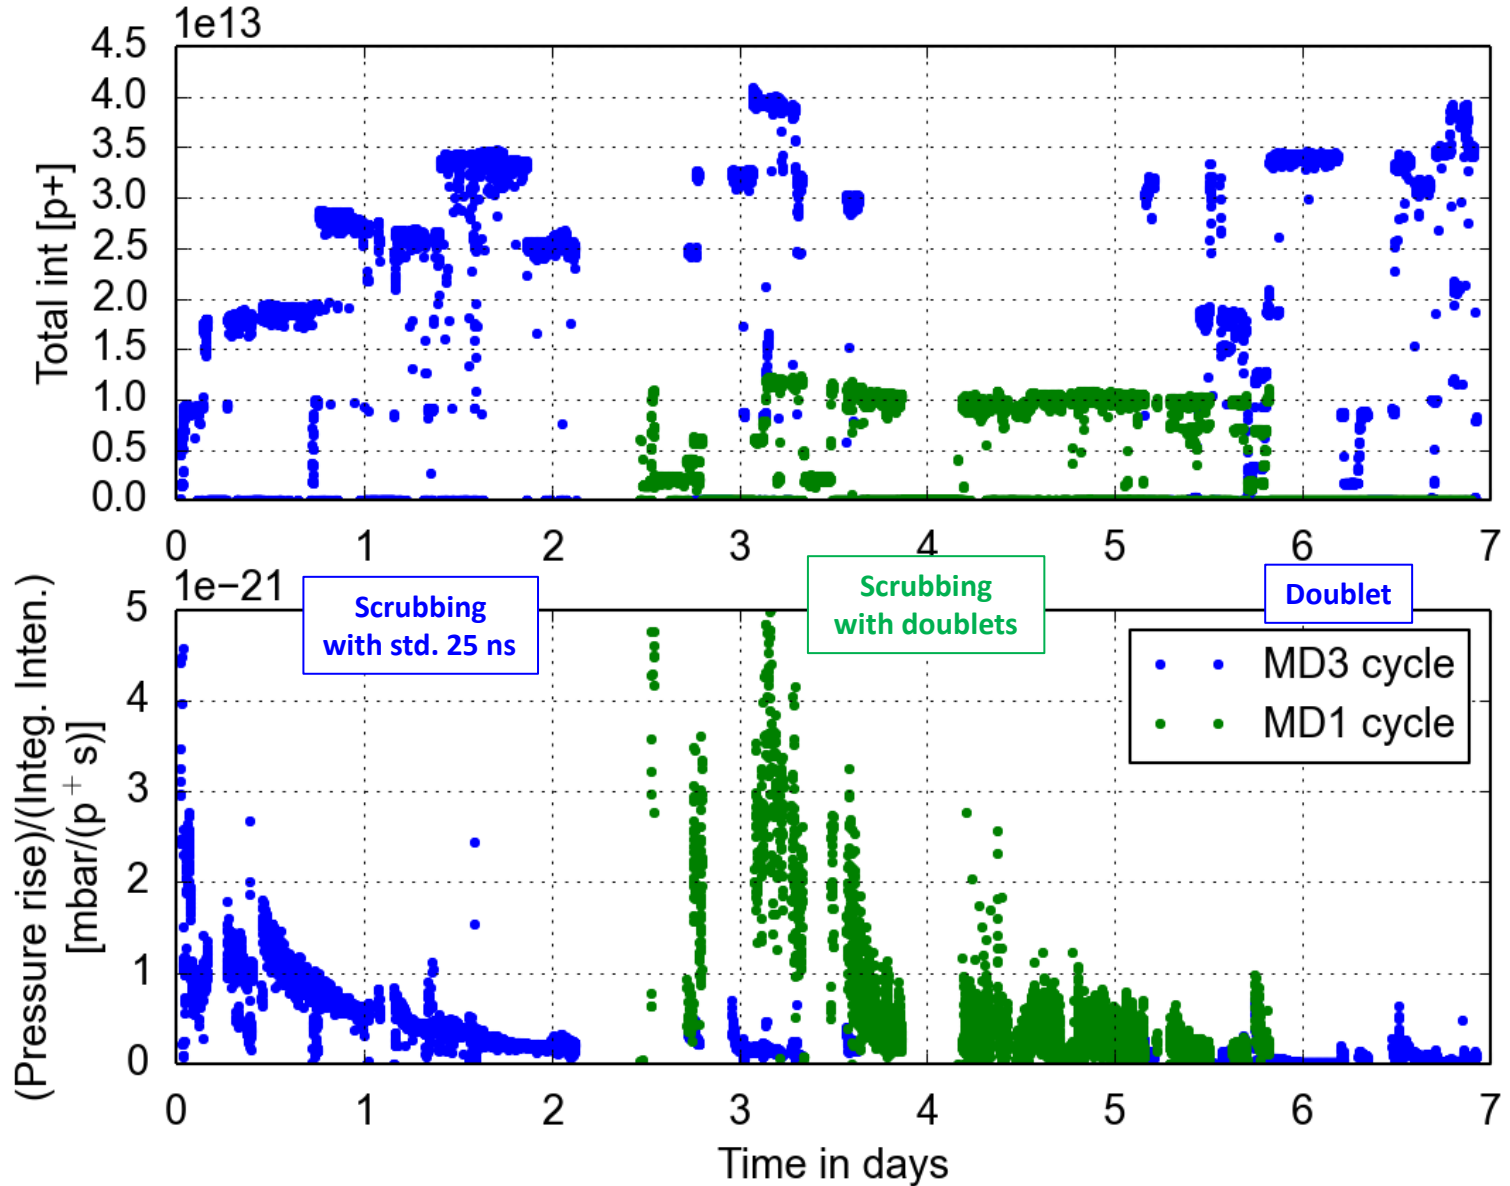 1e13
4.5
4.0
3.5
3.0
2.5
2.0
1.5
1.0
0.5
0.0
Total int [p+]
0 1 2 3 4 5 6 7
1e−21
Scrubbing
with std. 25 ns
Scrubbing
with doublets
Doublet
MD3 cycle
MD1 cycle
5
4
3
2
1
0
(Pressure rise)/(Integ. Inten.)
[mbar/(p⁺ s)]
0 1 2 3 4 5 6 7
Time in days